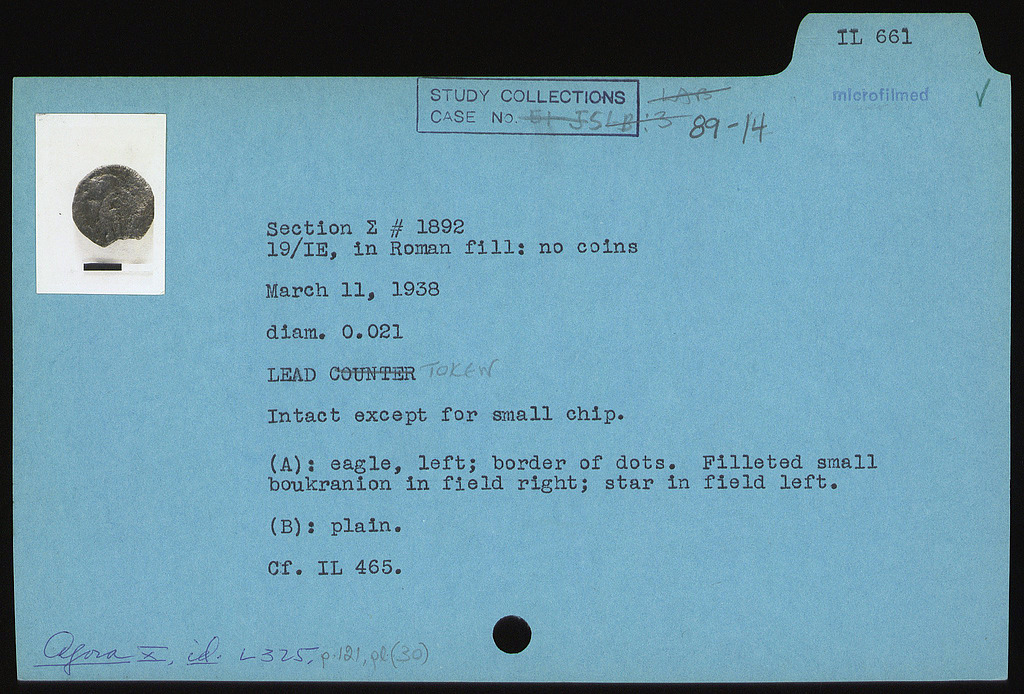 IL 661
microfilmed ✓
STUDY COLLECTIONS LAB
CASE No. 89-14
Section Σ # 1892
19/IE, in Roman fill: no coins
March 11, 1938
diam. 0.021
LEAD COUNTER TOKEN
Intact except for small chip.
(A): eagle, left; border of dots. Filleted small
boukranion in field right; star in field left.
(B): plain.
Cf. IL 465.
Agora X, id. L325, p.121, pl(30)